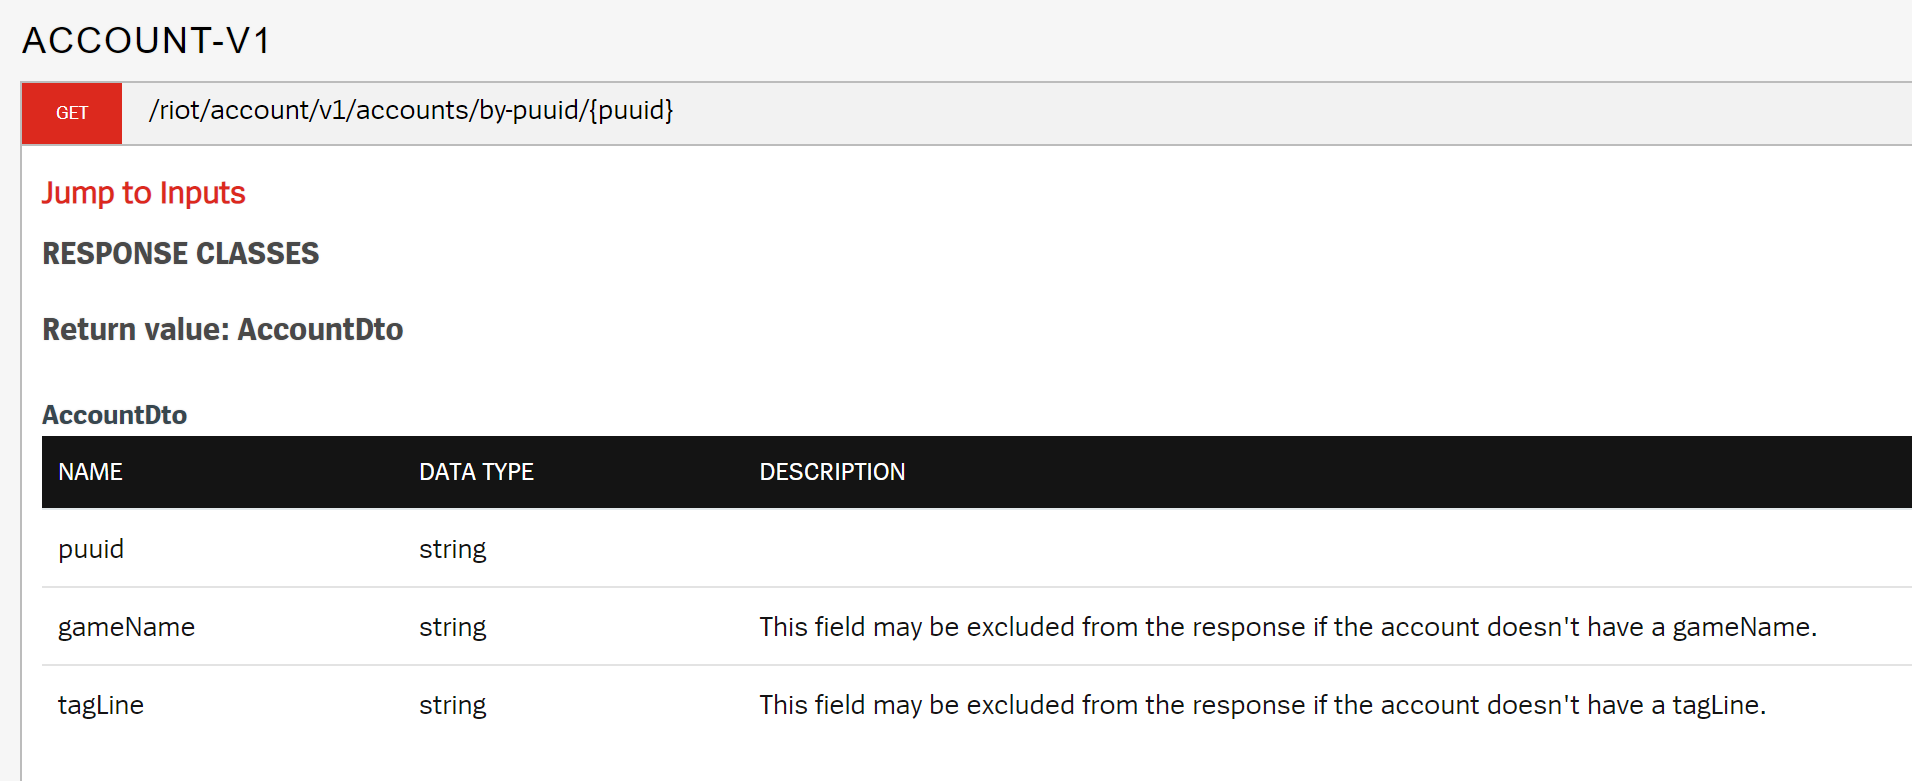 ACCOUNT-V1
GET /riot/account/v1/accounts/by-puuid/{puuid}
Jump to Inputs
RESPONSE CLASSES
Return value: AccountDto
AccountDto
NAME DATA TYPE DESCRIPTION
puuid string
gameName string This field may be excluded from the response if the account doesn't have a gameName.
tagLine string This field may be excluded from the response if the account doesn't have a tagLine.